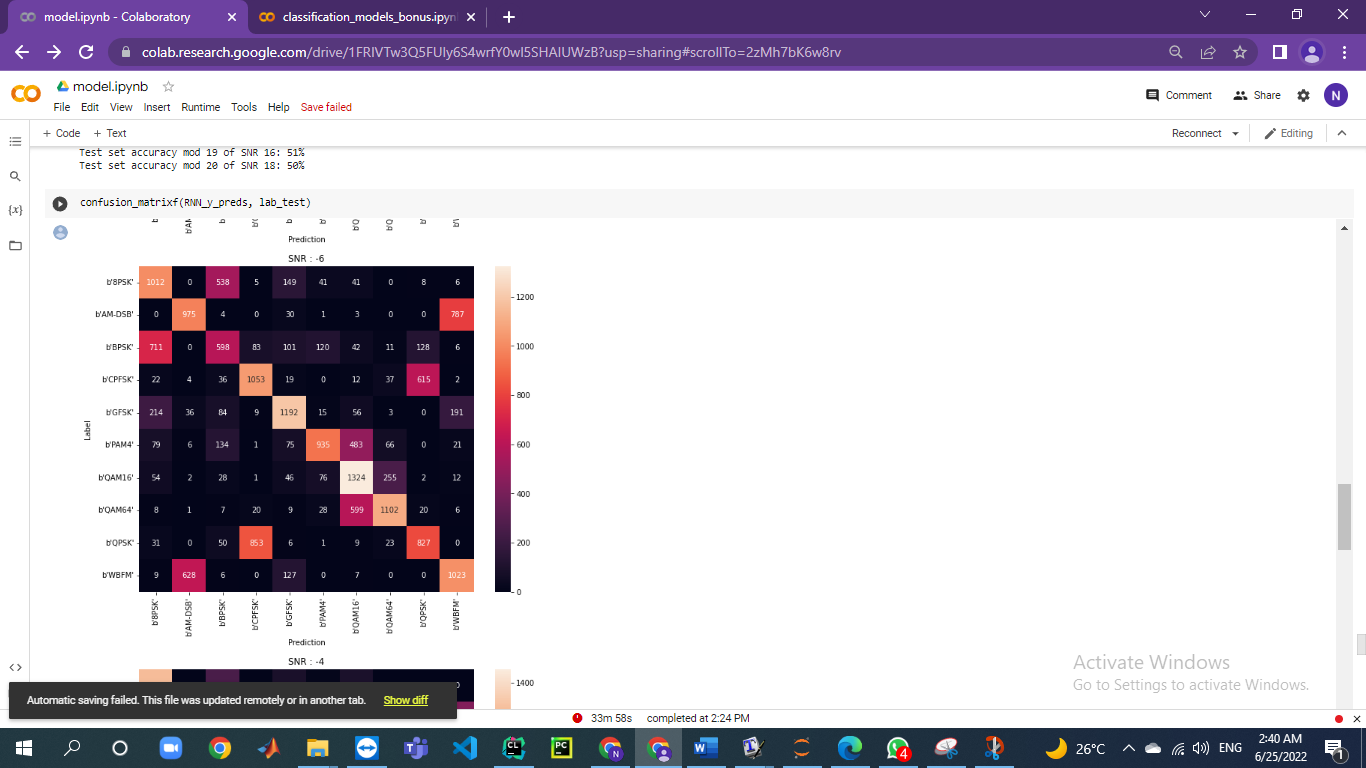 model.ipynb - Colaboratory
classification_models_bonus.ipyn
colab.research.google.com/drive/1FRIVTw3Q5FUly6S4wrfY0wI5SHAIUWzB?usp=sharing#scrollTo=2zMh7bK6w8rv
model.ipynb
File Edit View Insert Runtime Tools Help Save failed
Comment Share N
+ Code + Text
Reconnect Editing
Test set accuracy mod 19 of SNR 16: 51%
Test set accuracy mod 20 of SNR 18: 50%
{x}
confusion_matrixf(RNN_y_preds, lab_test)
Prediction
SNR : -6
b'8PSK' 1012 0 538 5 149 41 41 0 8 6
b'AM-DSB' 0 975 4 0 30 1 3 0 0 787
b'BPSK' 711 0 598 83 101 120 42 11 128 6
b'CPFSK' 22 4 36 1053 19 0 12 37 615 2
b'GFSK' 214 36 84 9 1192 15 56 3 0 191
b'PAM4' 79 6 134 1 75 935 483 66 0 21
b'QAM16' 54 2 28 1 46 76 1324 255 2 12
b'QAM64' 8 1 7 20 9 28 599 1102 20 6
b'QPSK' 31 0 50 853 6 1 9 23 827 0
b'WBFM' 9 628 6 0 127 0 7 0 0 1023
Label
b'8PSK' b'AM-DSB' b'BPSK' b'CPFSK' b'GFSK' b'PAM4' b'QAM16' b'QAM64' b'QPSK' b'WBFM'
Prediction
1200
1000
800
600
400
200
0
SNR : -4
1400
Activate Windows
Go to Settings to activate Windows.
Automatic saving failed. This file was updated remotely or in another tab. Show diff
33m 58s completed at 2:24 PM
26°C ENG 2:40 AM
6/25/2022
4
1